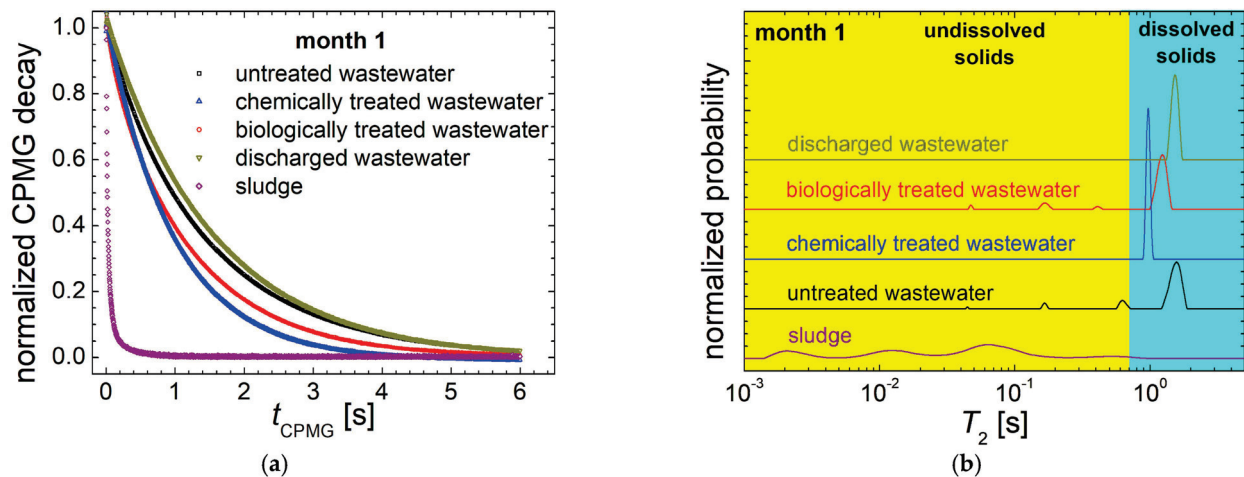 normalized CPMG decay
1.0
0.8
0.6
0.4
0.2
0.0
month 1
untreated wastewater
chemically treated wastewater
biologically treated wastewater
discharged wastewater
sludge
0 1 2 3 4 5 6
t_CPMG [s]
(a)
normalized probability
month 1
undissolved
solids
dissolved
solids
discharged wastewater
biologically treated wastewater
chemically treated wastewater
untreated wastewater
sludge
10⁻³ 10⁻² 10⁻¹ 10⁰
T₂ [s]
(b)